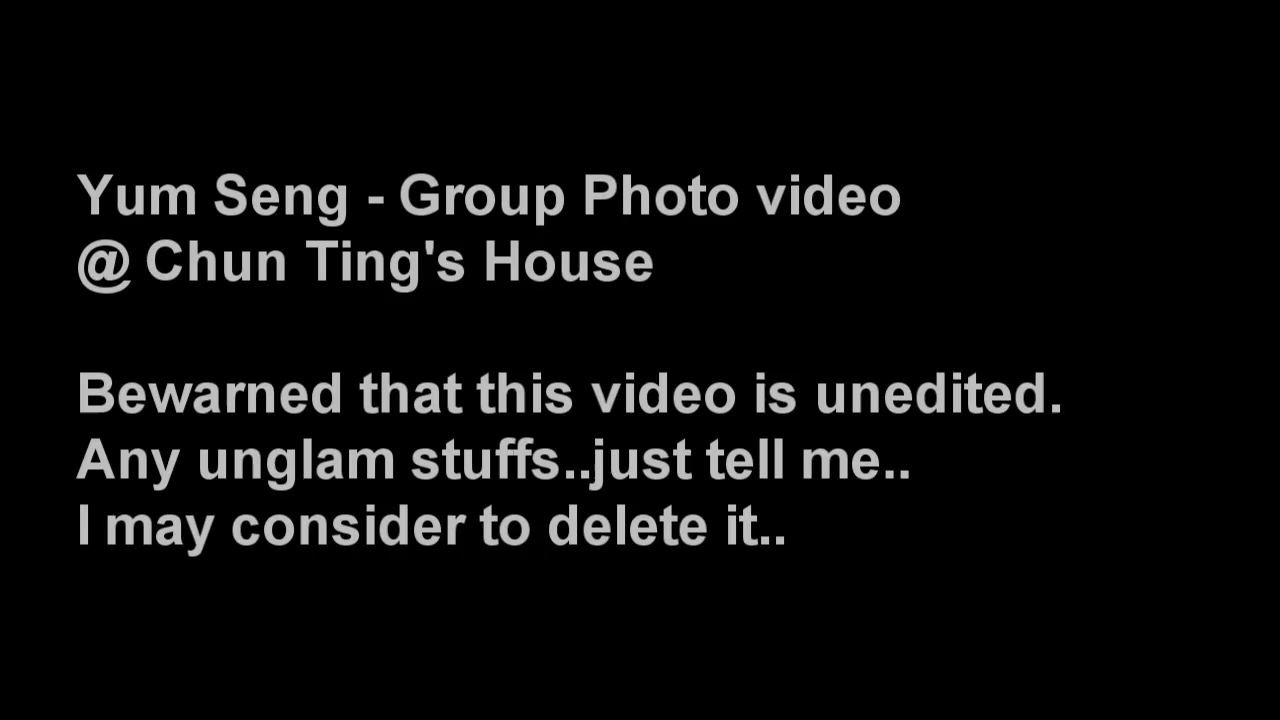 Yum Seng - Group Photo video
@ Chun Ting's House
Bewarned that this video is unedited.
Any unglam stuffs..just tell me..
I may consider to delete it..